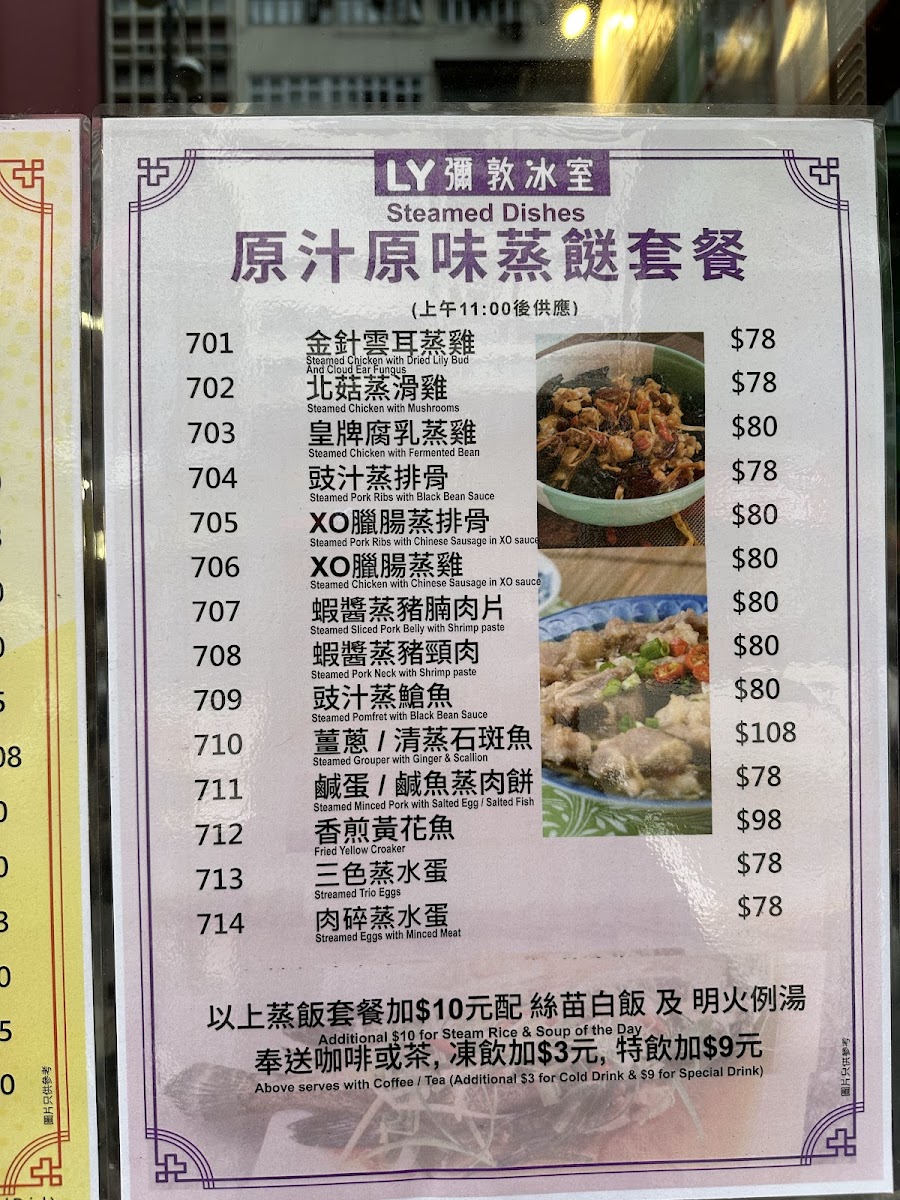 LY 彌敦冰室
Steamed Dishes
原汁原味蒸餸套餐
(上午11:00後供應)
701 金針雲耳蒸雞 $78
Steamed Chicken with Dried Lily Bud
And Cloud Ear Fungus
702 北菇蒸滑雞 $78
Steamed Chicken with Mushrooms
703 皇牌腐乳蒸雞 $80
Steamed Chicken with Fermented Bean
704 豉汁蒸排骨 $78
Steamed Pork Ribs with Black Bean Sauce
705 XO臘腸蒸排骨 $80
Steamed Pork Ribs with Chinese Sausage in XO sauce
706 XO臘腸蒸雞 $80
Steamed Chicken with Chinese Sausage in XO sauce
707 蝦醬蒸豬腩肉片 $80
Steamed Sliced Pork Belly with Shrimp paste
708 蝦醬蒸豬頸肉 $80
Steamed Pork Neck with Shrimp paste
709 豉汁蒸鯧魚 $80
Steamed Pomfret with Black Bean Sauce
710 薑蔥 / 清蒸石斑魚 $108
Steamed Grouper with Ginger & Scallion
711 鹹蛋 / 鹹魚蒸肉餅 $78
Steamed Minced Pork with Salted Egg / Salted Fish
712 香煎黃花魚 $98
Fried Yellow Croaker
713 三色蒸水蛋 $78
Streamed Trio Eggs
714 肉碎蒸水蛋 $78
Streamed Eggs with Minced Meat
以上蒸飯套餐加$10元配 絲苗白飯 及 明火例湯
Additional $10 for Steam Rice & Soup of the Day
奉送咖啡或茶, 凍飲加$3元, 特飲加$9元
Above serves with Coffee / Tea (Additional $3 for Cold Drink & $9 for Special Drink)
圖片只供參考
圖片只供參考